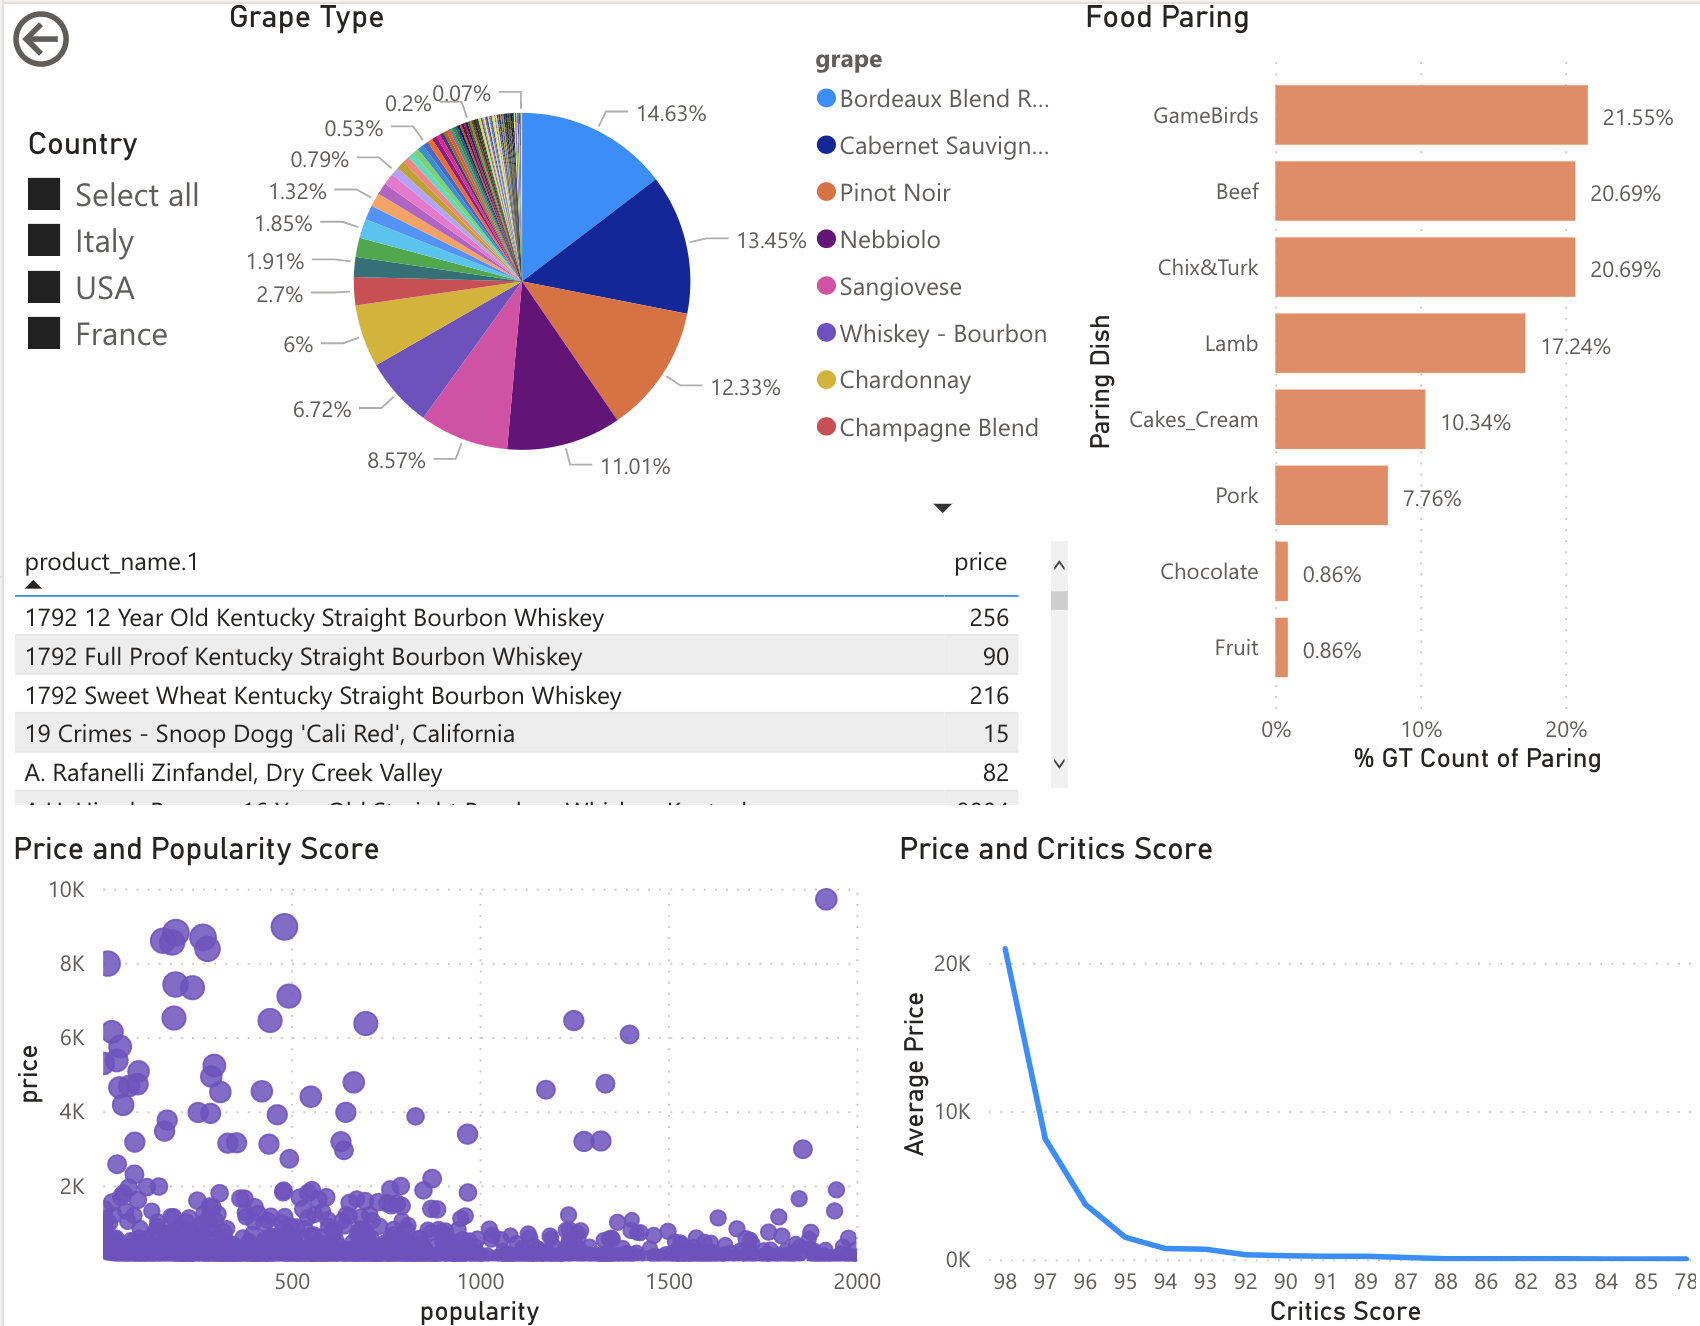 Grape Type
Country
Select all
Italy
USA
France
0.07%
0.2%
0.53%
0.79%
1.32%
1.85%
1.91%
2.7%
6%
6.72%
8.57%
11.01%
12.33%
13.45%
14.63%
grape
Bordeaux Blend R...
Cabernet Sauvign...
Pinot Noir
Nebbiolo
Sangiovese
Whiskey - Bourbon
Chardonnay
Champagne Blend
Food Paring
Paring Dish
GameBirds 21.55%
Beef 20.69%
Chix&Turk 20.69%
Lamb 17.24%
Cakes_Cream 10.34%
Pork 7.76%
Chocolate 0.86%
Fruit 0.86%
0% 10% 20%
% GT Count of Paring
product_name.1 price
1792 12 Year Old Kentucky Straight Bourbon Whiskey 256
1792 Full Proof Kentucky Straight Bourbon Whiskey 90
1792 Sweet Wheat Kentucky Straight Bourbon Whiskey 216
19 Crimes - Snoop Dogg 'Cali Red', California 15
A. Rafanelli Zinfandel, Dry Creek Valley 82
Price and Popularity Score
price
10K
8K
6K
4K
2K
500 1000 1500 2000
popularity
Price and Critics Score
Average Price
20K
10K
0K
98 97 96 95 94 93 92 90 91 89 87 88 86 82 83 84 85 78
Critics Score